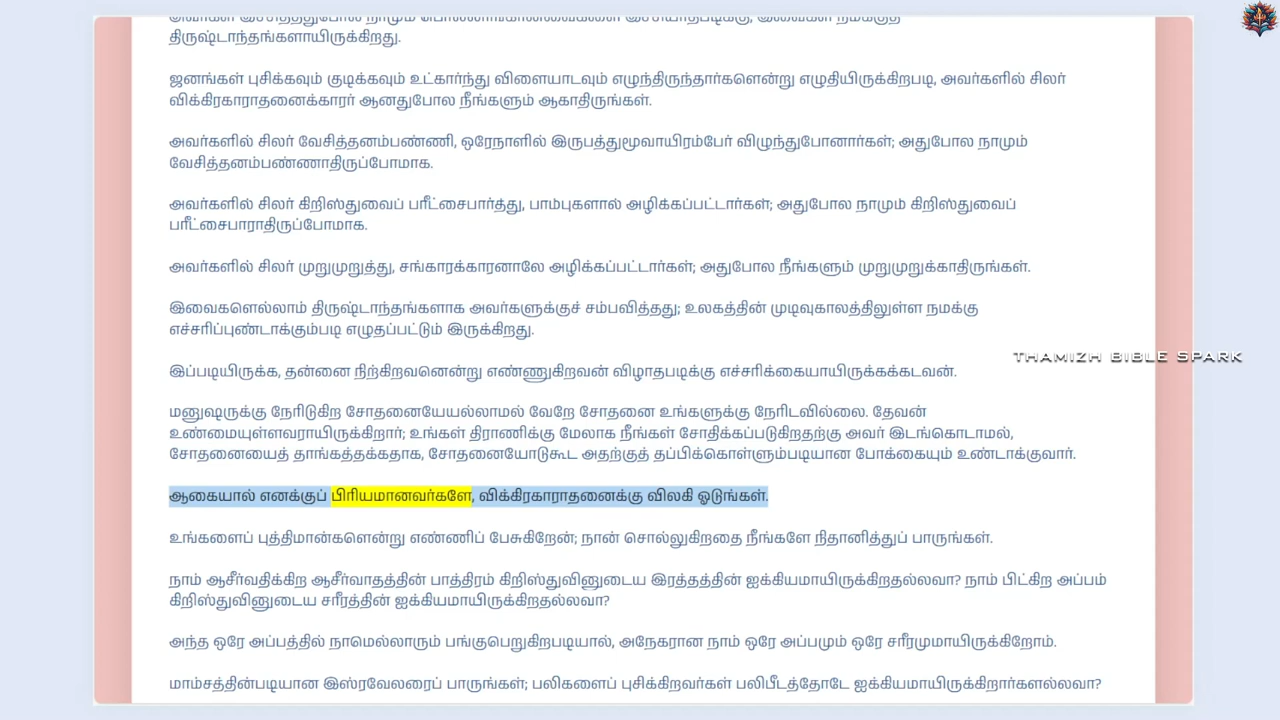 திருஷ்டாந்தங்களாயிருக்கிறது.
ஜனங்கள் புசிக்கவும் குடிக்கவும் உட்கார்ந்து விளையாடவும் எழுந்திருந்தார்களென்று எழுதியிருக்கிறபடி, அவர்களில் சிலர்
விக்கிரகாராதனைக்காரர் ஆனதுபோல நீங்களும் ஆகாதிருங்கள்.
அவர்களில் சிலர் வேசித்தனம்பண்ணி, ஒரேநாளில் இருபத்துமூவாயிரம்பேர் விழுந்துபோனார்கள்; அதுபோல நாமும்
வேசித்தனம்பண்ணாதிருப்போமாக.
அவர்களில் சிலர் கிறிஸ்துவைப் பரீட்சைபார்த்து, பாம்புகளால் அழிக்கப்பட்டார்கள்; அதுபோல நாமும் கிறிஸ்துவைப்
பரீட்சைபாராதிருப்போமாக.
அவர்களில் சிலர் முறுமுறுத்து, சங்காரக்காரனாலே அழிக்கப்பட்டார்கள்; அதுபோல நீங்களும் முறுமுறுக்காதிருங்கள்.
இவைகளெல்லாம் திருஷ்டாந்தங்களாக அவர்களுக்குச் சம்பவித்தது; உலகத்தின் முடிவுகாலத்திலுள்ள நமக்கு
எச்சரிப்புண்டாக்கும்படி எழுதப்பட்டும் இருக்கிறது.
THAMIZH BIBLE SPARK
இப்படியிருக்க, தன்னை நிற்கிறவனென்று எண்ணுகிறவன் விழாதபடிக்கு எச்சரிக்கையாயிருக்கக்கடவன்.
மனுஷருக்கு நேரிடுகிற சோதனையேயல்லாமல் வேறே சோதனை உங்களுக்கு நேரிடவில்லை. தேவன்
உண்மையுள்ளவராயிருக்கிறார்; உங்கள் திராணிக்கு மேலாக நீங்கள் சோதிக்கப்படுகிறதற்கு அவர் இடங்கொடாமல்,
சோதனையைத் தாங்கத்தக்கதாக, சோதனையோடுகூட அதற்குத் தப்பிக்கொள்ளும்படியான போக்கையும் உண்டாக்குவார்.
ஆகையால் எனக்குப் பிரியமானவர்களே, விக்கிரகாராதனைக்கு விலகி ஓடுங்கள்.
உங்களைப் புத்திமான்களென்று எண்ணிப் பேசுகிறேன்; நான் சொல்லுகிறதை நீங்களே நிதானித்துப் பாருங்கள்.
நாம் ஆசீர்வதிக்கிற ஆசீர்வாதத்தின் பாத்திரம் கிறிஸ்துவினுடைய இரத்தத்தின் ஐக்கியமாயிருக்கிறதல்லவா? நாம் பிட்கிற அப்பம்
கிறிஸ்துவினுடைய சரீரத்தின் ஐக்கியமாயிருக்கிறதல்லவா?
அந்த ஒரே அப்பத்தில் நாமெல்லாரும் பங்குபெறுகிறபடியால், அநேகரான நாம் ஒரே அப்பமும் ஒரே சரீரமுமாயிருக்கிறோம்.
மாம்சத்தின்படியான இஸ்ரவேலரைப் பாருங்கள்; பலிகளைப் புசிக்கிறவர்கள் பலிபீடத்தோடே ஐக்கியமாயிருக்கிறார்களல்லவா?